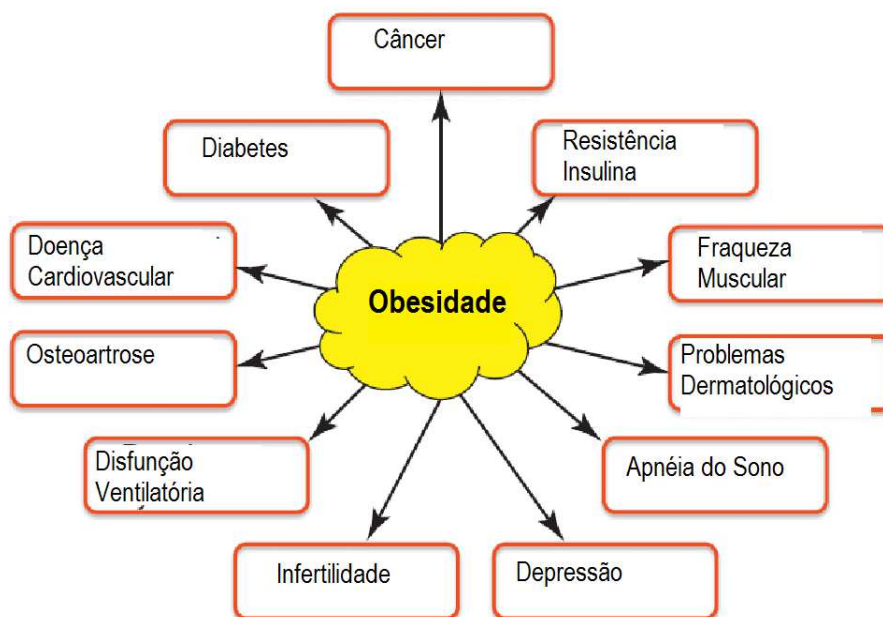 Câncer
Diabetes
Resistência
Insulina
Doença
Cardiovascular
Fraqueza
Muscular
Obesidade
Osteoartrose
Problemas
Dermatológicos
Disfunção
Ventilatória
Apnéia do Sono
Infertilidade
Depressão